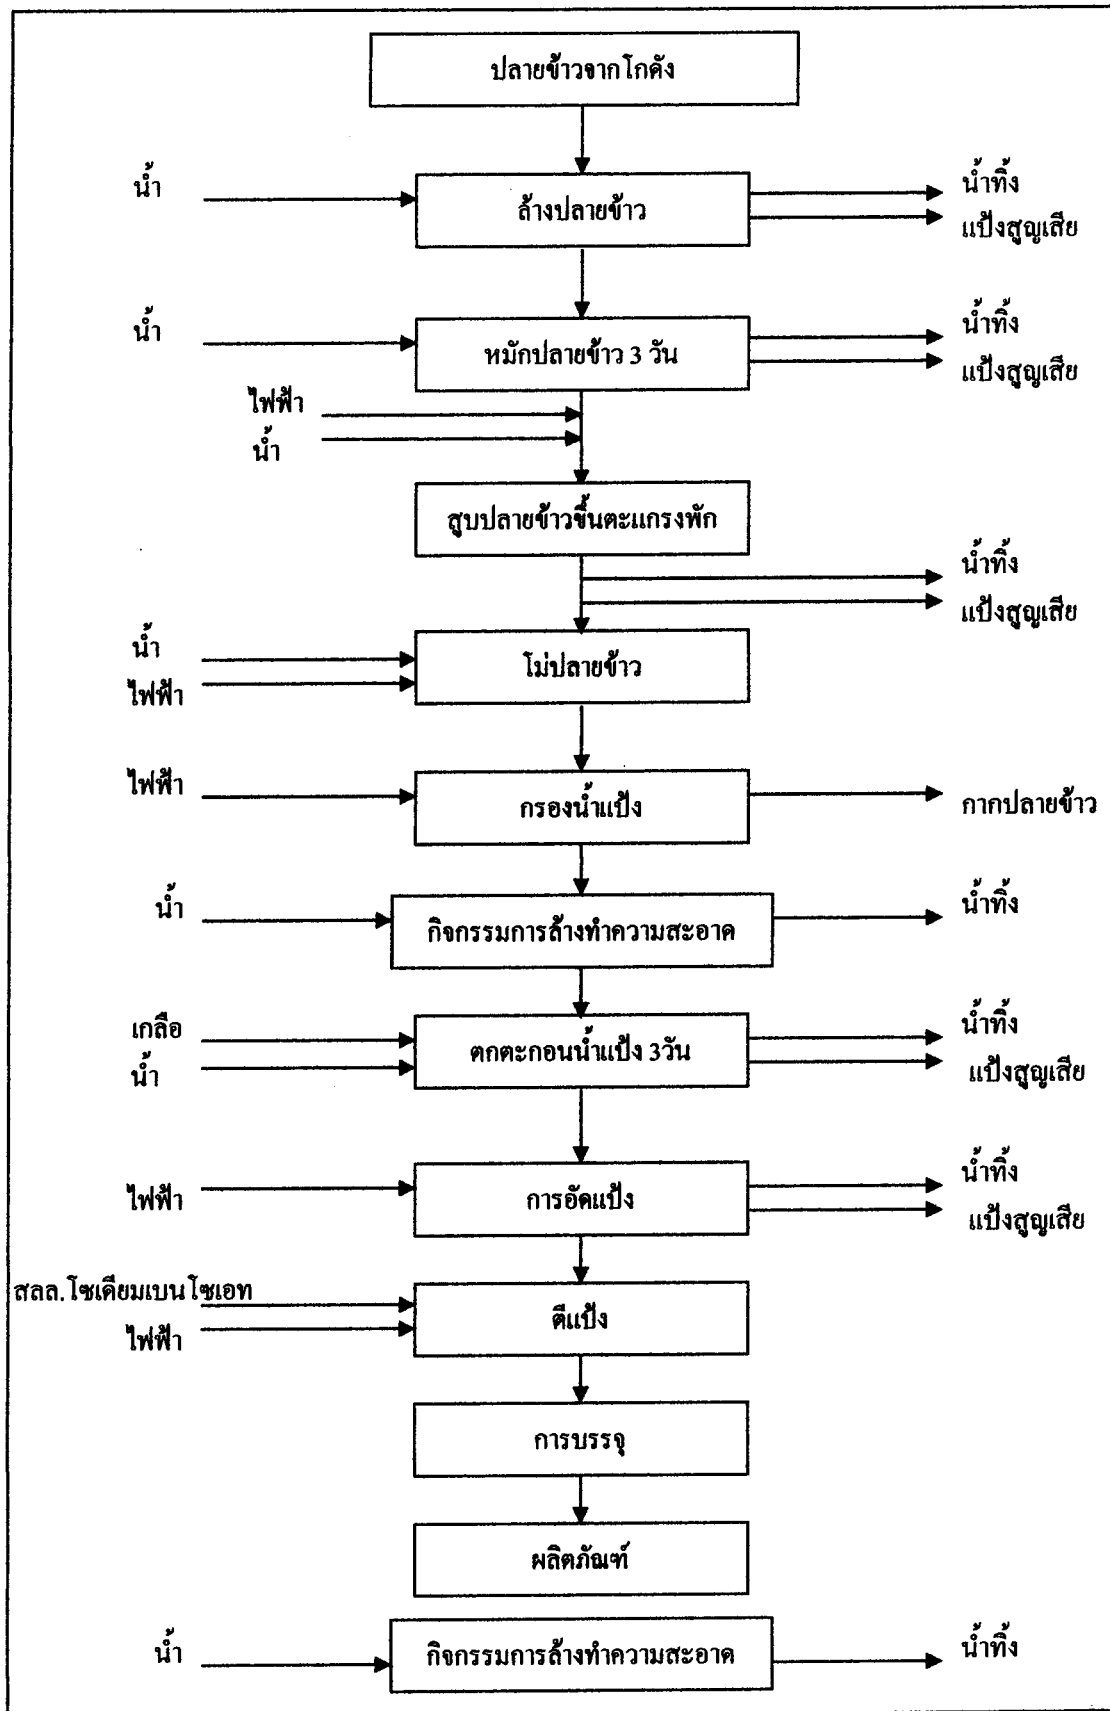 ปลายข้าวจากโกดัง
น้ำ
ล้างปลายข้าว
น้ำทิ้ง
แป้งสูญเสีย
น้ำ
หมักปลายข้าว 3 วัน
น้ำทิ้ง
แป้งสูญเสีย
ไฟฟ้า
น้ำ
สูบปลายข้าวขึ้นตะแกรงพัก
น้ำทิ้ง
แป้งสูญเสีย
น้ำ
ไฟฟ้า
โม่ปลายข้าว
ไฟฟ้า
กรองน้ำแป้ง
กากปลายข้าว
น้ำ
กิจกรรมการล้างทำความสะอาด
น้ำทิ้ง
เกลือ
น้ำ
ตกตะกอนน้ำแป้ง 3วัน
น้ำทิ้ง
แป้งสูญเสีย
ไฟฟ้า
การอัดแป้ง
น้ำทิ้ง
แป้งสูญเสีย
สลล.โซเดียมเบนโซเอท
ไฟฟ้า
ตีแป้ง
การบรรจุ
ผลิตภัณฑ์
น้ำ
กิจกรรมการล้างทำความสะอาด
น้ำทิ้ง